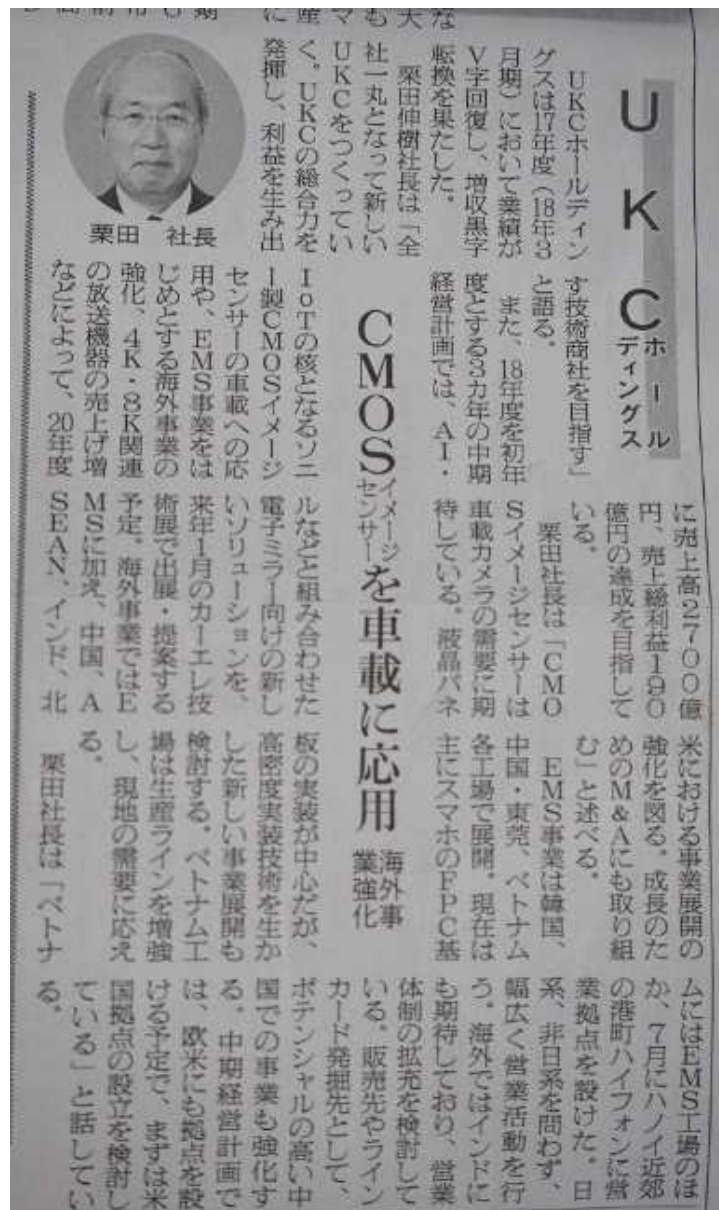 UKCホールディングス
CMOSイメージセンサーを車載に応用
海外事業強化
栗田 社長
UKCホールディン
グスは17年度（18年3
月期）において業績が
V字回復し、増収黒字
転換を果たした。
栗田伸樹社長は「全
社一丸となって新しい
UKCをつくってい
く。UKCの総合力を
発揮し、利益を生み出
す技術商社を目指す」
と語る。
また、18年度を初年
度とする3カ年の中期
経営計画では、AI・
IoTの核となるソニ
ー製CMOSイメージ
センサーの車載への応
用や、EMS事業をは
じめとする海外事業の
強化、4K・8K関連
の放送機器の売上げ増
などによって、20年度
に売上高2700億
円、売上総利益190
億円の達成を目指して
いる。
栗田社長は「CMO
Sイメージセンサーは
車載カメラの需要に期
待している。液晶パネ
ルなどと組み合わせた
電子ミラー向けの新し
いソリューションを、
来年1月のカーエレ技
術展で出展・提案する
予定。海外事業ではE
MSに加え、中国、A
SEAN、インド、北
米における事業展開の
強化を図る。成長のた
めのM&Aにも取り組
む」と述べる。
EMS事業は韓国、
中国・東莞、ベトナム
各工場で展開。現在は
主にスマホのFPC基
板の実装が中心だが、
高密度実装技術を生か
した新しい事業展開も
検討する。ベトナム工
場は生産ラインを増強
し、現地の需要に応え
る。
栗田社長は「ベトナ
ムにはEMS工場のほ
か、7月にハノイ近郊
の港町ハイフォンに営
業拠点を設けた。日
系、非日系を問わず、
幅広く営業活動を行
う。海外ではインドに
も期待しており、営業
体制の拡充を検討して
いる。販売先やライン
カード発掘先として、
ポテンシャルの高い中
国での事業も強化す
る。中期経営計画で
は、欧米にも拠点を設
ける予定で、まずは米
国拠点の設立を検討し
ている」と話してい
る。